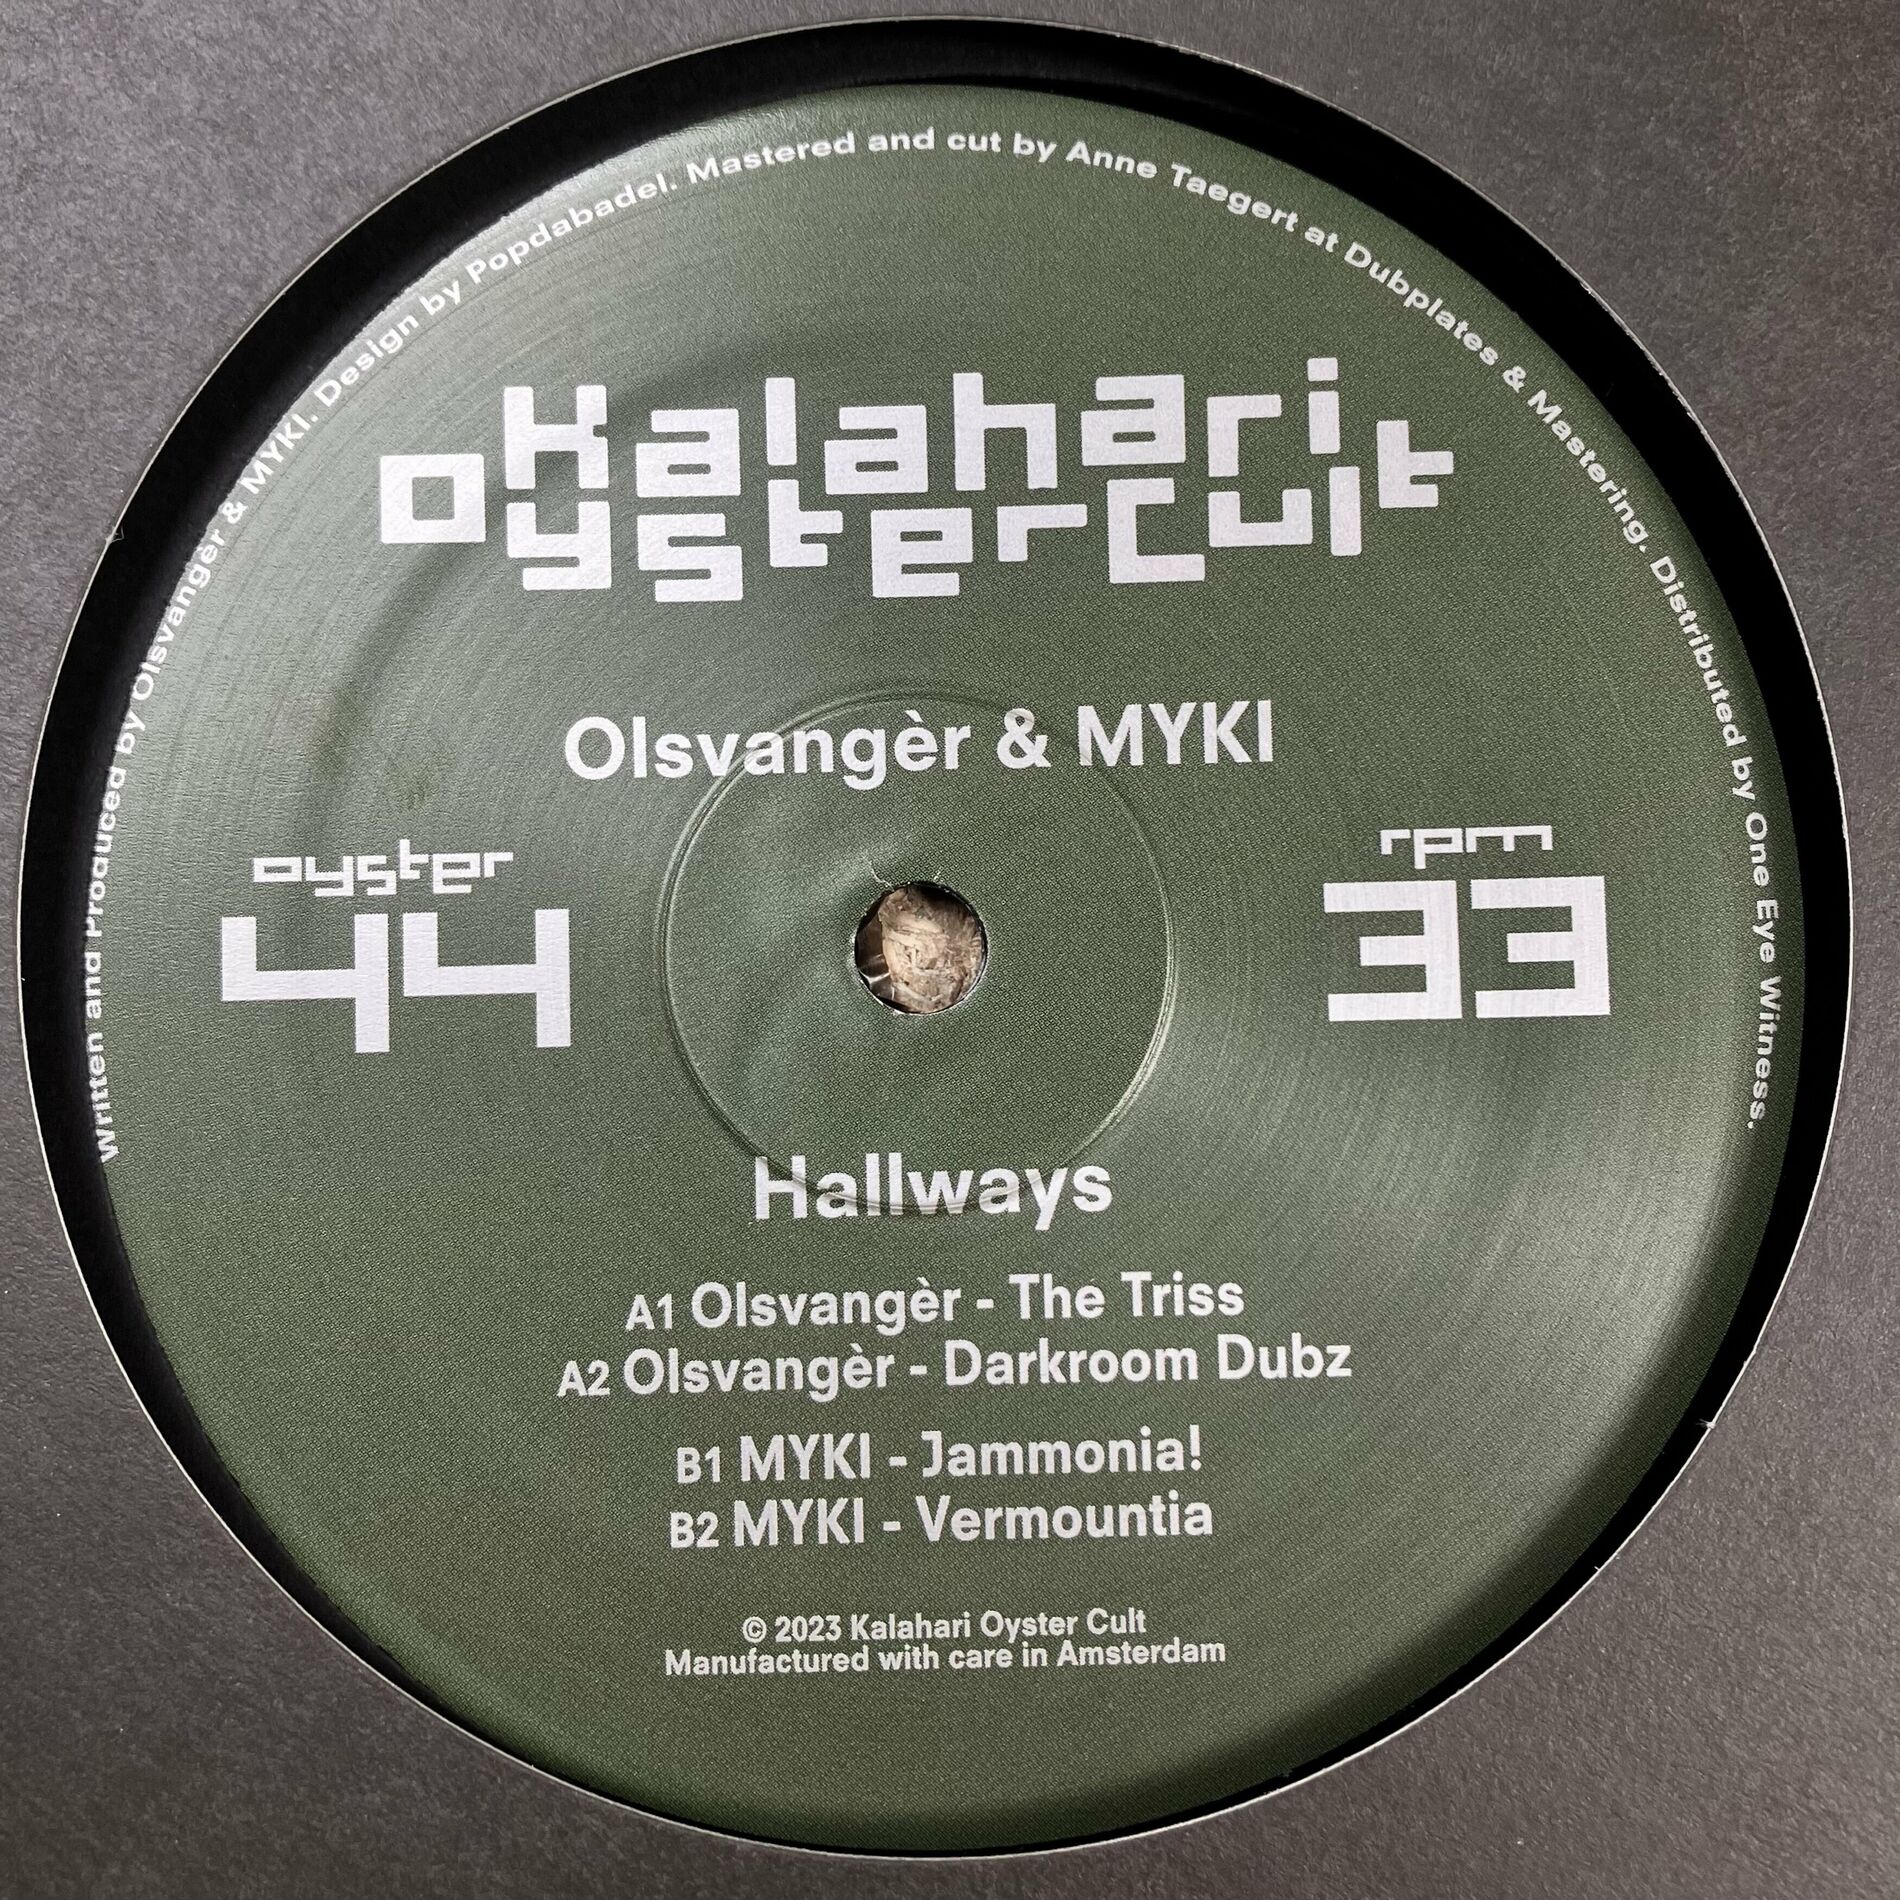 Written and Produced by Olsvangèr & MYKI. Design by Popdabadel. Mastered and cut by Anne Taegert at Dubplates & Mastering. Distributed by One Eye Witness.
Kalahari
oysterCult
Olsvangèr & MYKI
oyster
44
rpm
33
Hallways
A1 Olsvangèr - The Triss
A2 Olsvangèr - Darkroom Dubz
B1 MYKI - Jammonia!
B2 MYKI - Vermountia
© 2023 Kalahari Oyster Cult
Manufactured with care in Amsterdam